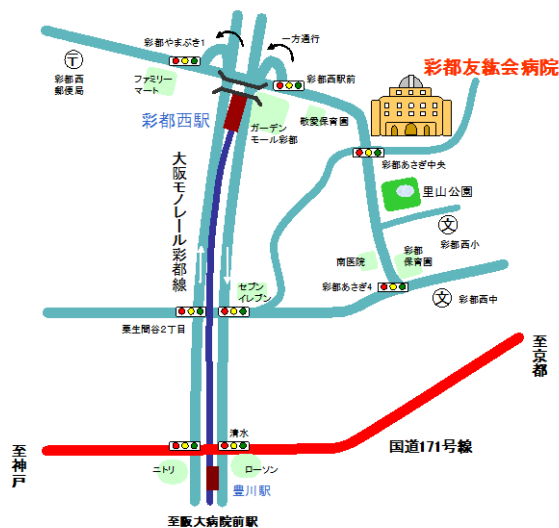 彩都やまぶき1
一方通行
〒
彩都西
郵便局
ファミリー
マート
彩都西駅前
彩都友紘会病院
彩都西駅
ガーデン
モール彩都
敬愛保育園
彩都あさぎ中央
大阪モノレール彩都線
里山公園
文
彩都西小
南医院
彩都
保育園
セブン
イレブン
彩都あさぎ4
文
彩都西中
粟生間谷2丁目
至京都
清水
国道171号線
至神戸
ニトリ
ローソン
豊川駅
至阪大病院前駅